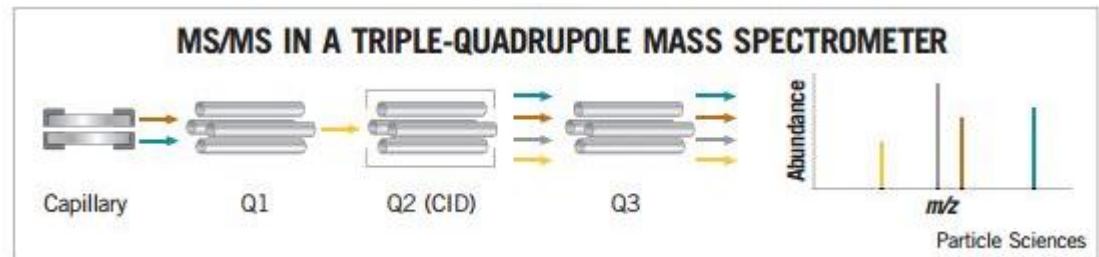 MS/MS IN A TRIPLE-QUADRUPOLE MASS SPECTROMETER
Capillary
Q1
Q2 (CID)
Q3
Abundance
m/z
Particle Sciences